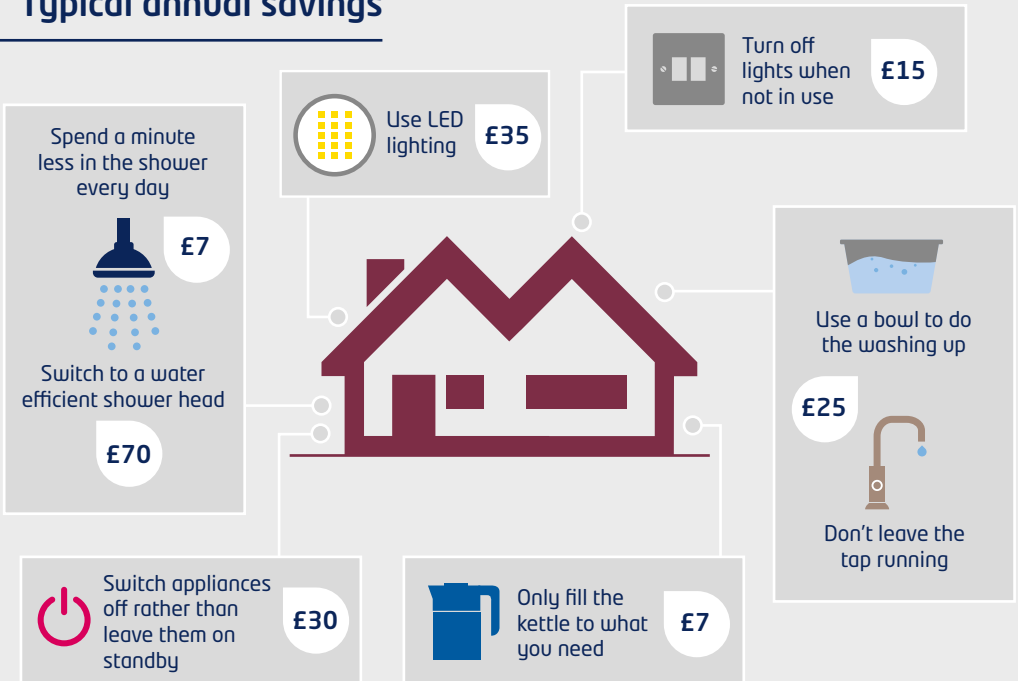 Typical annual savings
Spend a minute
less in the shower
every day
£7
Switch to a water
efficient shower head
£70
Use LED
lighting
£35
Turn off
lights when
not in use
£15
Use a bowl to do
the washing up
£25
Don't leave the
tap running
Switch appliances
off rather than
leave them on
standby
£30
Only fill the
kettle to what
you need
£7